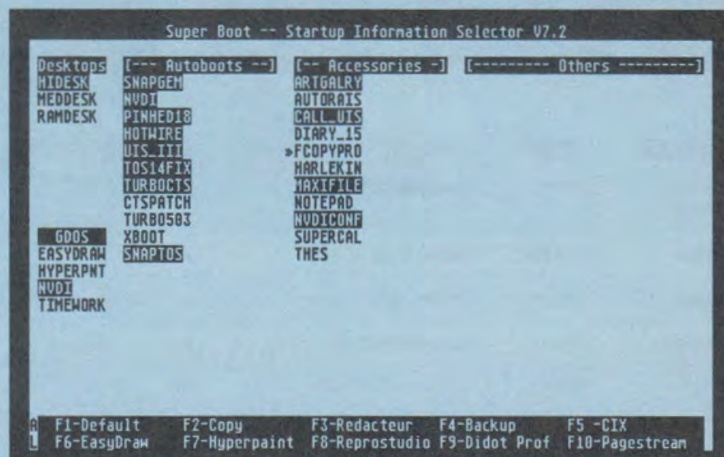 Super Boot -- Startup Information Selector V7.2
Desktops [--- Autoboots --] [-- Accessories -] [--------- Others ---------]
HIDESK SNAPGEM ARTGALRY
MEDDESK NVDI AUTORAIS
RAMDESK PINHED18 CALL_UIS
HOTWIRE DIARY_15
UIS_III »FCOPYPRO
TOS14FIX HARLEKIN
TURBOCTS MAXIFILE
CTSPATCH NOTEPAD
TURBO503 NVDICONF
GDOS XBOOT SUPERCAL
EASYDRAW SNAPTOS THES
HYPERPNT
NVDI
TIMEWORK
A F1-Default F2-Copy F3-Redacteur F4-Backup F5 -CIX
L F6-EasyDraw F7-Hyperpaint F8-Reprostudio F9-Didot Prof F10-Pagestream